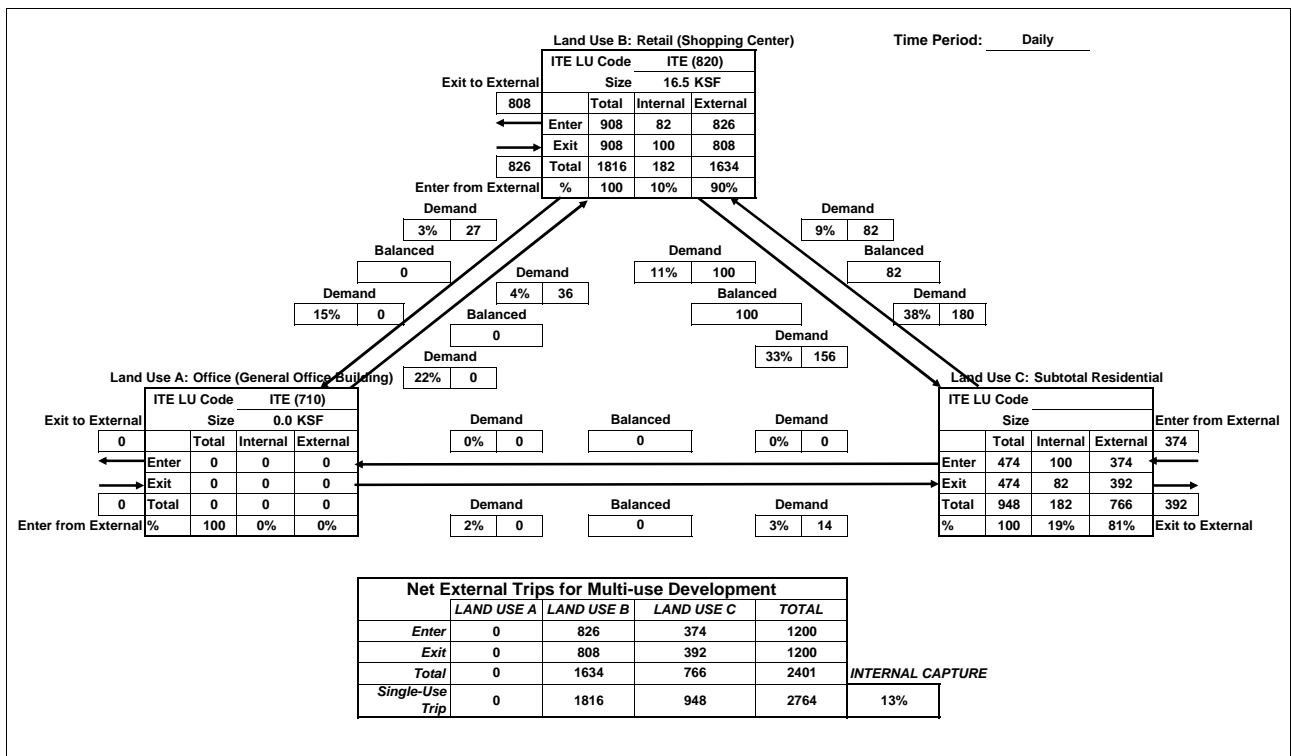 Land Use B: Retail (Shopping Center)
Time Period: Daily
ITE LU Code ITE (820)
Exit to External Size 16.5 KSF
808 Total Internal External
Enter 908 82 826
Exit 908 100 808
826 Total 1816 182 1634
Enter from External % 100 10% 90%
Demand Demand
3% 27 9% 82
Balanced Demand Balanced
0 11% 100 82
Demand Demand Balanced Demand
15% 0 4% 36 100 38% 180
Balanced
0 Demand
Demand 33% 156
22% 0
Land Use A: Office (General Office Building)
Land Use C: Subtotal Residential
ITE LU Code ITE (710)
Exit to External Size 0.0 KSF
0 Total Internal External
Enter 0 0 0
Exit 0 0 0
0 Total 0 0 0
Enter from External % 100 0% 0%
Demand Balanced Demand
0% 0 0 0% 0
Demand Balanced Demand
2% 0 0 3% 14
ITE LU Code
Size Enter from External
Total Internal External 374
Enter 474 100 374
Exit 474 82 392
Total 948 182 766 392
% 100 19% 81% Exit to External
Net External Trips for Multi-use Development
LAND USE A LAND USE B LAND USE C TOTAL
Enter 0 826 374 1200
Exit 0 808 392 1200
Total 0 1634 766 2401 INTERNAL CAPTURE
Single-Use
Trip 0 1816 948 2764 13%